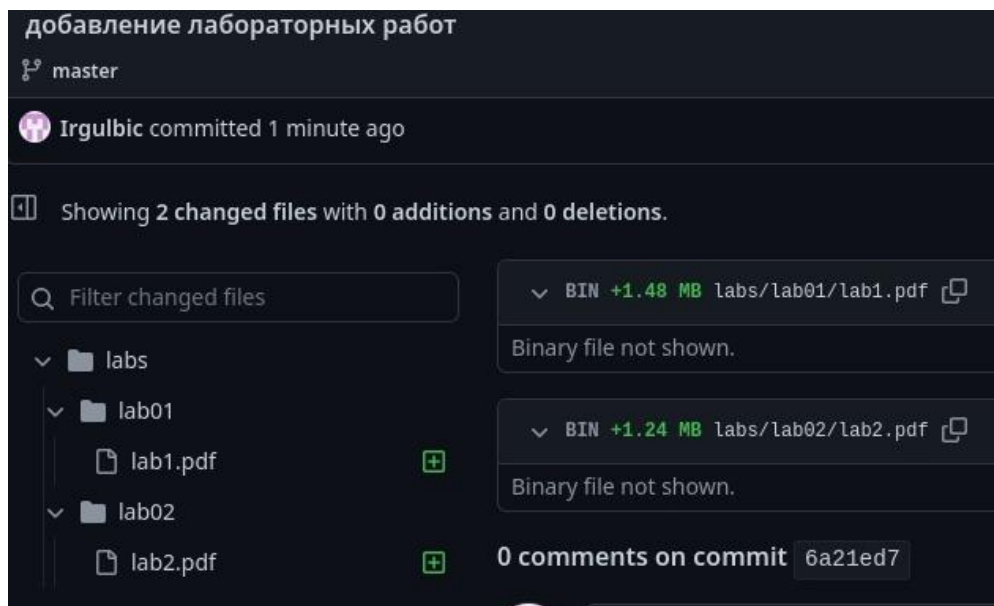 добавление лабораторных работ
master
Irgulbic committed 1 minute ago
Showing 2 changed files with 0 additions and 0 deletions.
Filter changed files
labs
lab01
lab1.pdf
lab02
lab2.pdf
BIN +1.48 MB labs/lab01/lab1.pdf
Binary file not shown.
BIN +1.24 MB labs/lab02/lab2.pdf
Binary file not shown.
0 comments on commit 6a21ed7